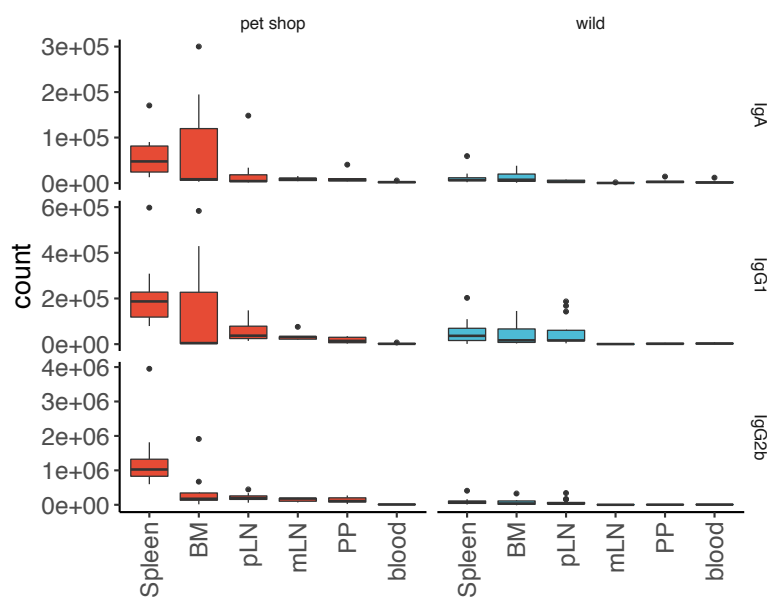 pet shop wild
3e+05
2e+05
1e+05
0e+00
IgA
6e+05
4e+05
2e+05
0e+00
IgG1
4e+06
3e+06
2e+06
1e+06
0e+00
IgG2b
count
Spleen BM pLN mLN PP blood Spleen BM pLN mLN PP blood